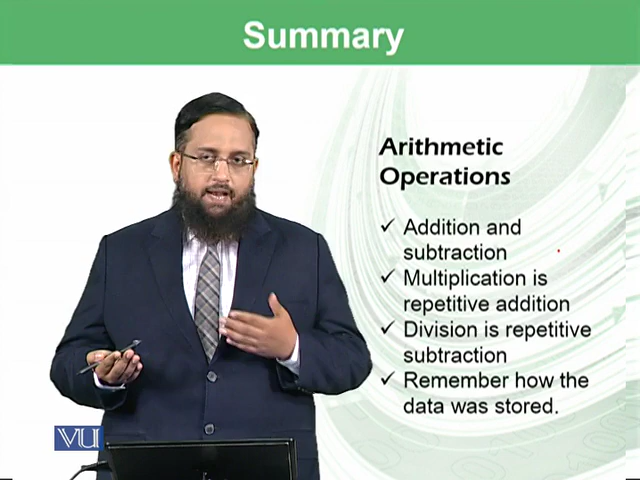 Summary
Arithmetic
Operations
✓ Addition and
subtraction
✓ Multiplication is
repetitive addition
✓ Division is repetitive
subtraction
✓ Remember how the
data was stored.
VU